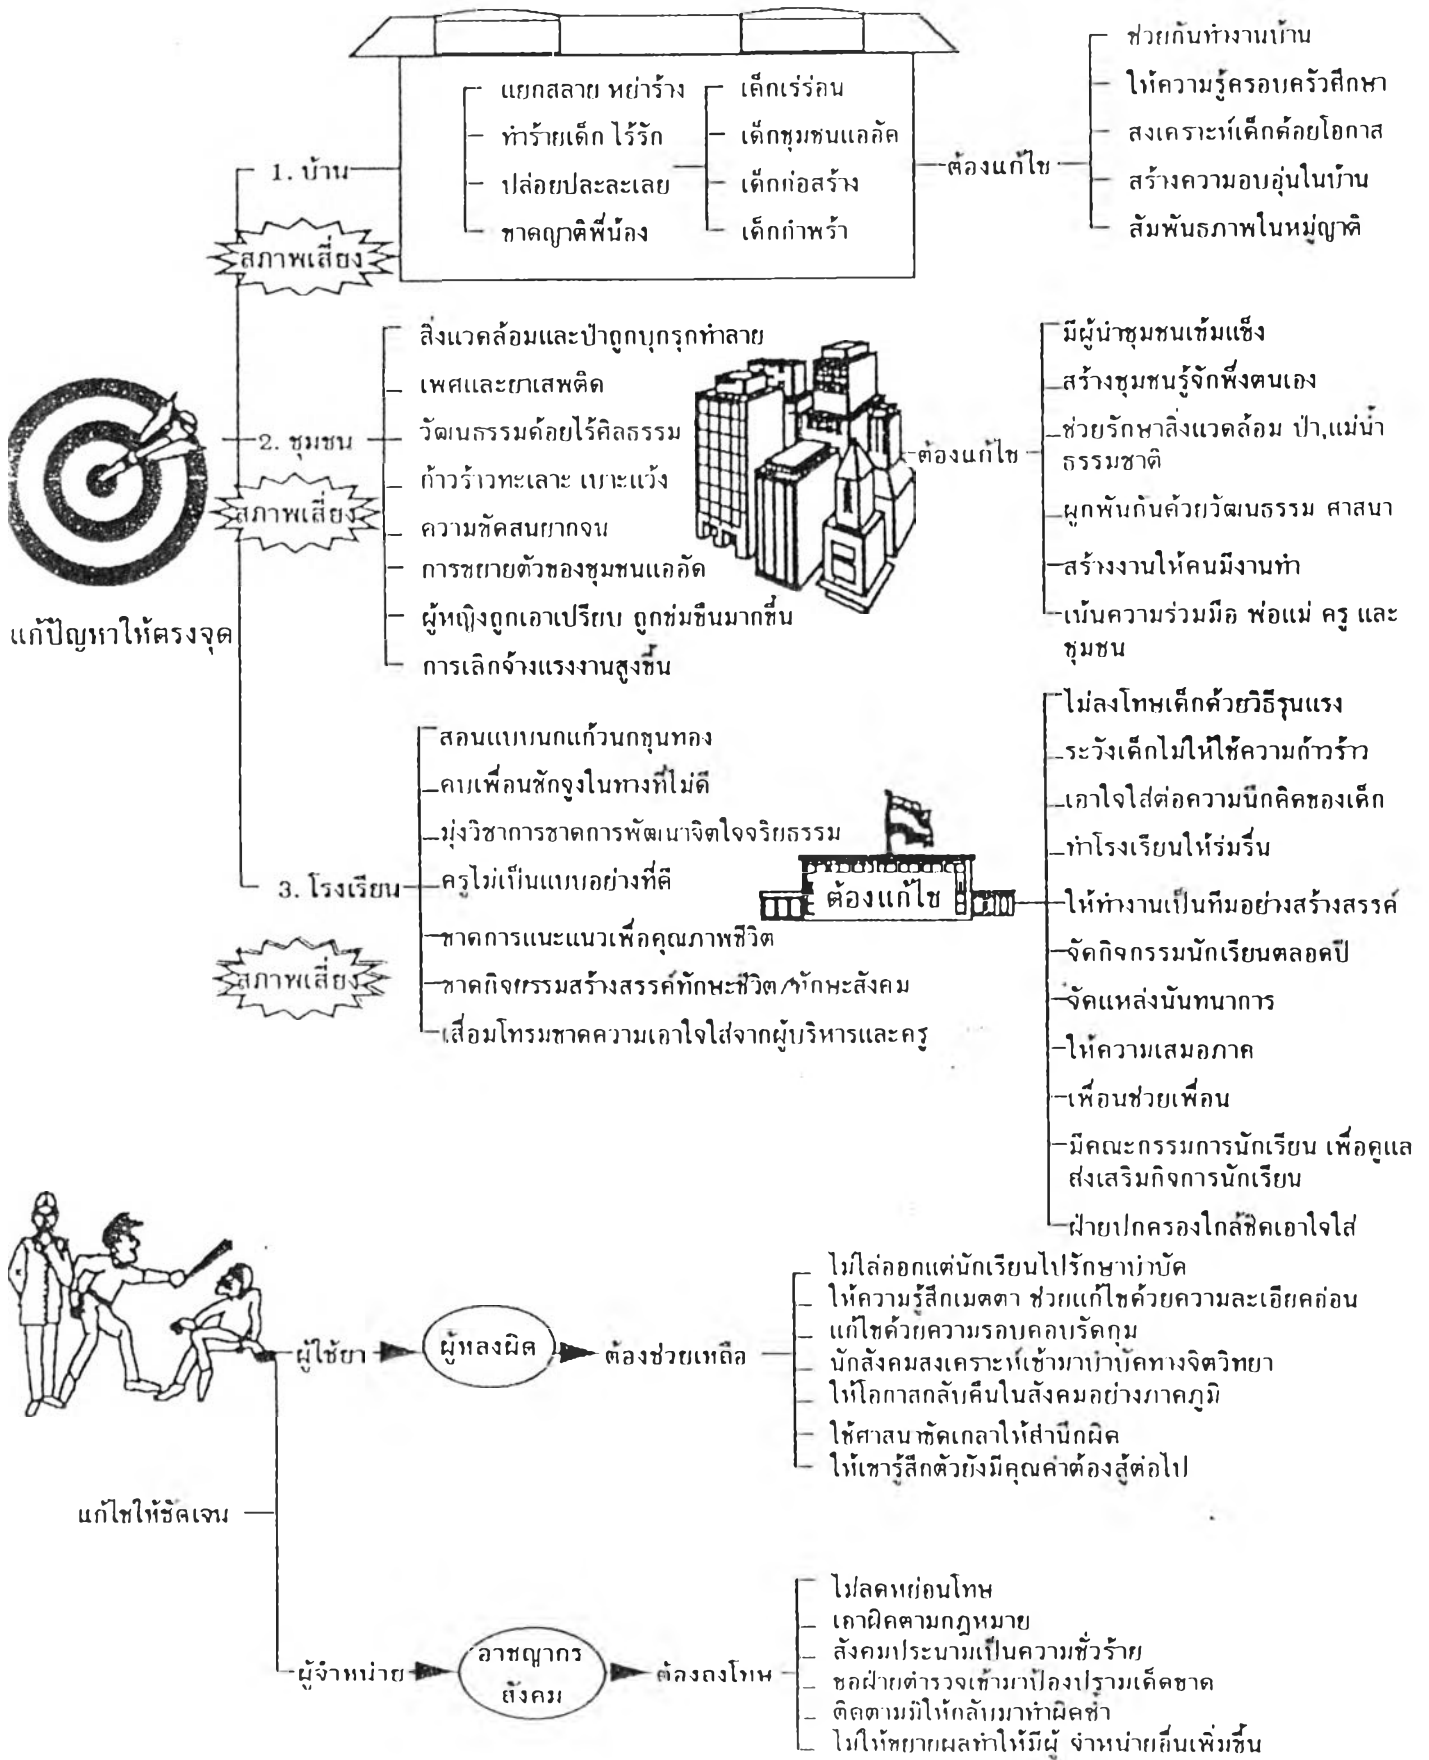 แยกสลาย หย่าร้าง
ทำร้ายเด็ก ไร้รัก
ปล่อยปละละเลย
ขาดญาติพี่น้อง
เด็กเร่ร่อน
เด็กชุมชนแออัด
เด็กก่อสร้าง
เด็กกำพร้า
1. บ้าน
สภาพเสี่ยง
ต้องแก้ไข
ช่วยกันทำงานบ้าน
ให้ความรู้ครอบครัวศึกษา
สงเคราะห์เด็กด้อยโอกาส
สร้างความอบอุ่นในบ้าน
สัมพันธภาพในหมู่ญาติ
แก้ปัญหาให้ตรงจุด
2. ชุมชน
สภาพเสี่ยง
สิ่งแวดล้อมและป่าถูกบุกรุกทำลาย
เพศและยาเสพติด
วัฒนธรรมด้อยไร้ศิลธรรม
ก้าวร้าวทะเลาะ เบาะแว้ง
ความขัดสนยากจน
การขยายตัวของชุมชนแออัด
ผู้หญิงถูกเอาเปรียบ ถูกข่มขืนมากขึ้น
การเลิกจ้างแรงงานสูงขึ้น
ต้องแก้ไข
มีผู้นำชุมชนเข้มแข็ง
สร้างชุมชนรู้จักพึ่งตนเอง
ช่วยรักษาสิ่งแวดล้อม ป่า,แม่น้ำ
ธรรมชาติ
ผูกพันกันด้วยวัฒนธรรม ศาสนา
สร้างงานให้คนมีงานทำ
เน้นความร่วมมือ พ่อแม่ ครู และ
ชุมชน
3. โรงเรียน
สภาพเสี่ยง
สอนแบบนกแก้วนกขุนทอง
คบเพื่อนชักจูงในทางที่ไม่ดี
มุ่งวิชาการขาดการพัฒนาจิตใจจริยธรรม
ครูไม่เป็นแบบอย่างที่ดี
ขาดการแนะแนวเพื่อคุณภาพชีวิต
ขาดกิจกรรมสร้างสรรค์ทักษะชีวิต/ทักษะสังคม
เสื่อมโทรมขาดความเอาใจใส่จากผู้บริหารและครู
ต้องแก้ไข
ไม่ลงโทษเด็กด้วยวิธีรุนแรง
ระวังเด็กไม่ให้ใช้ความก้าวร้าว
เอาใจใส่ต่อความนึกคิดของเด็ก
ทำโรงเรียนให้ร่มรื่น
ให้ทำงานเป็นทีมอย่างสร้างสรรค์
จัดกิจกรรมนักเรียนตลอดปี
จัดแหล่งนันทนาการ
ให้ความเสมอภาค
เพื่อนช่วยเพื่อน
มีคณะกรรมการนักเรียน เพื่อดูแล
ส่งเสริมกิจการนักเรียน
ฝ่ายปกครองใกล้ชิดเอาใจใส่
แก้ไขให้ชัดเจน
ผู้ใช้ยา
ผู้หลงผิด
ต้องช่วยเหลือ
ไม่ไล่ออกแต่นักเรียนไปรักษาบำบัด
ให้ความรู้สึกเมตตา ช่วยแก้ไขด้วยความละเอียดอ่อน
แก้ไขด้วยความรอบคอบรัดกุม
นักสังคมสงเคราะห์เข้ามาบำบัดทางจิตวิทยา
ให้โอกาสกลับคืนในสังคมอย่างภาคภูมิ
ใช้ศาสนาขัดเกลาให้สำนึกผิด
ให้เขารู้สึกตัวยังมีคุณค่าต้องสู้ต่อไป
ผู้จำหน่าย
อาชญากร
สังคม
ต้องลงโทษ
ไม่ลดหย่อนโทษ
เอาผิดตามกฎหมาย
สังคมประนามเป็นความชั่วร้าย
ขอฝ่ายตำรวจเข้ามาป้องปรามเด็ดขาด
ติดตามมิให้กลับมาทำผิดซ้ำ
ไม่ให้ขยายผลทำให้มีผู้ จำหน่ายอื่นเพิ่มขึ้น